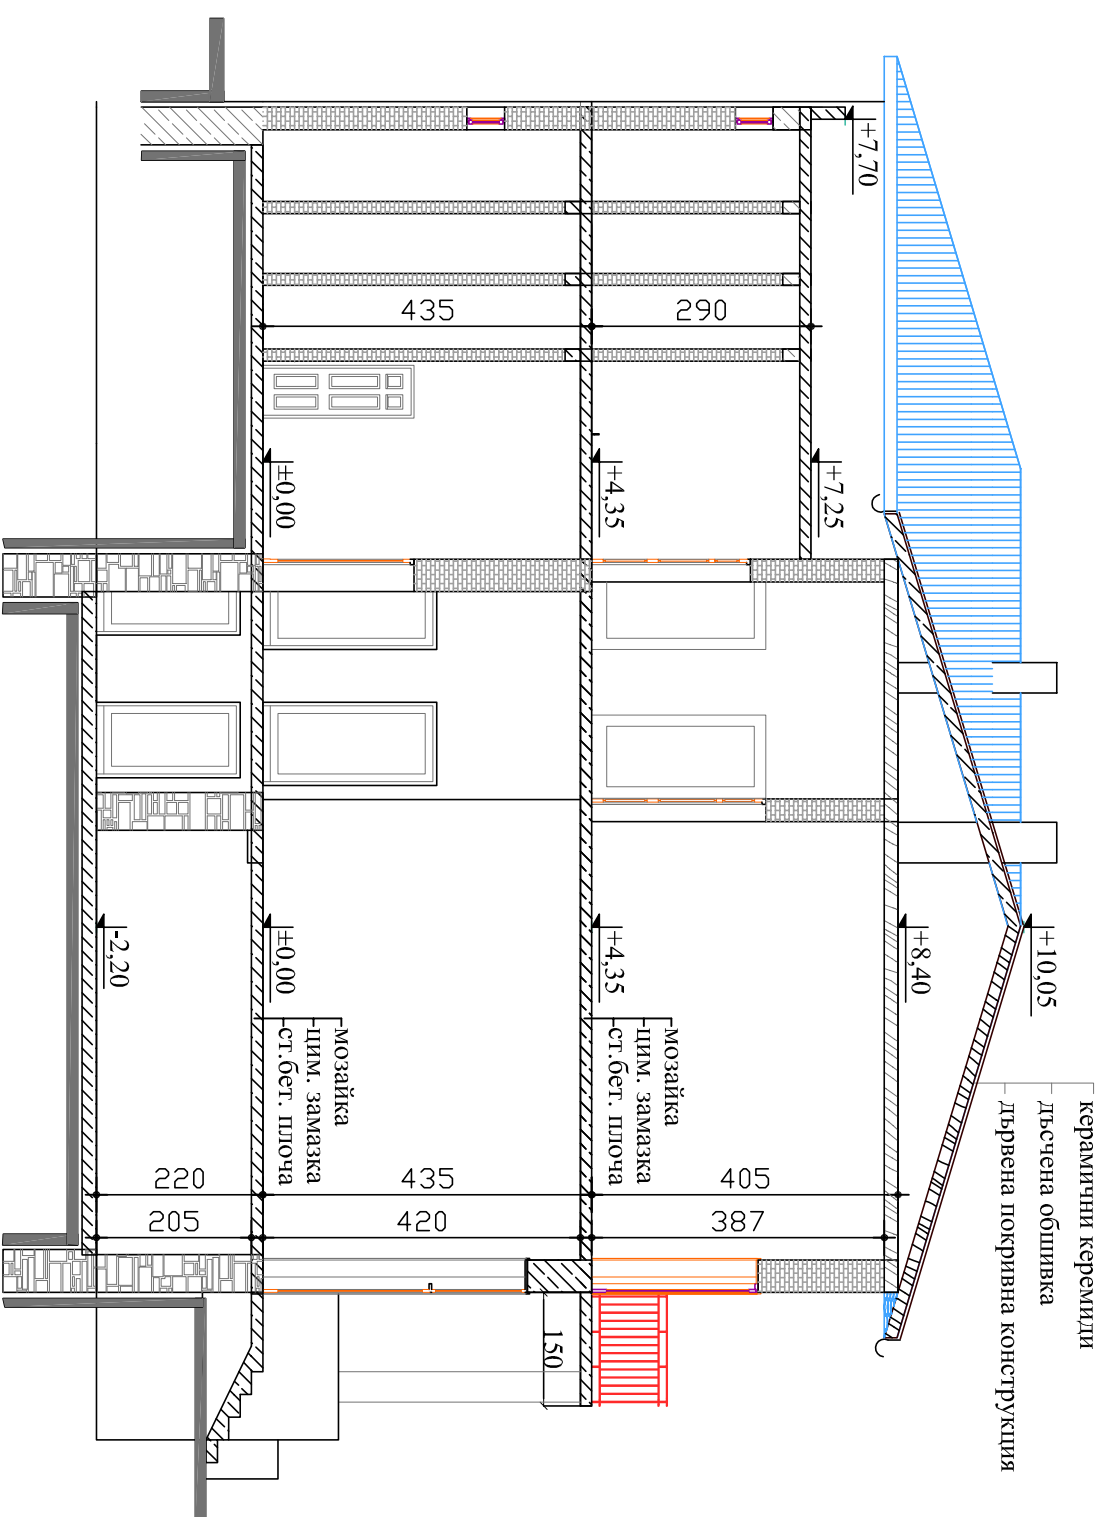 керамични керемиди
дъсчена обшивка
дървена покривна конструкция
+10,05
+8,40
+7,70
+7,25
290
405
387
+4,35
+4,35
мозайка
цим. замазка
ст.бет. плоча
150
435
435
420
±0,00
±0,00
мозайка
цим. замазка
ст.бет. плоча
220
205
-2,20